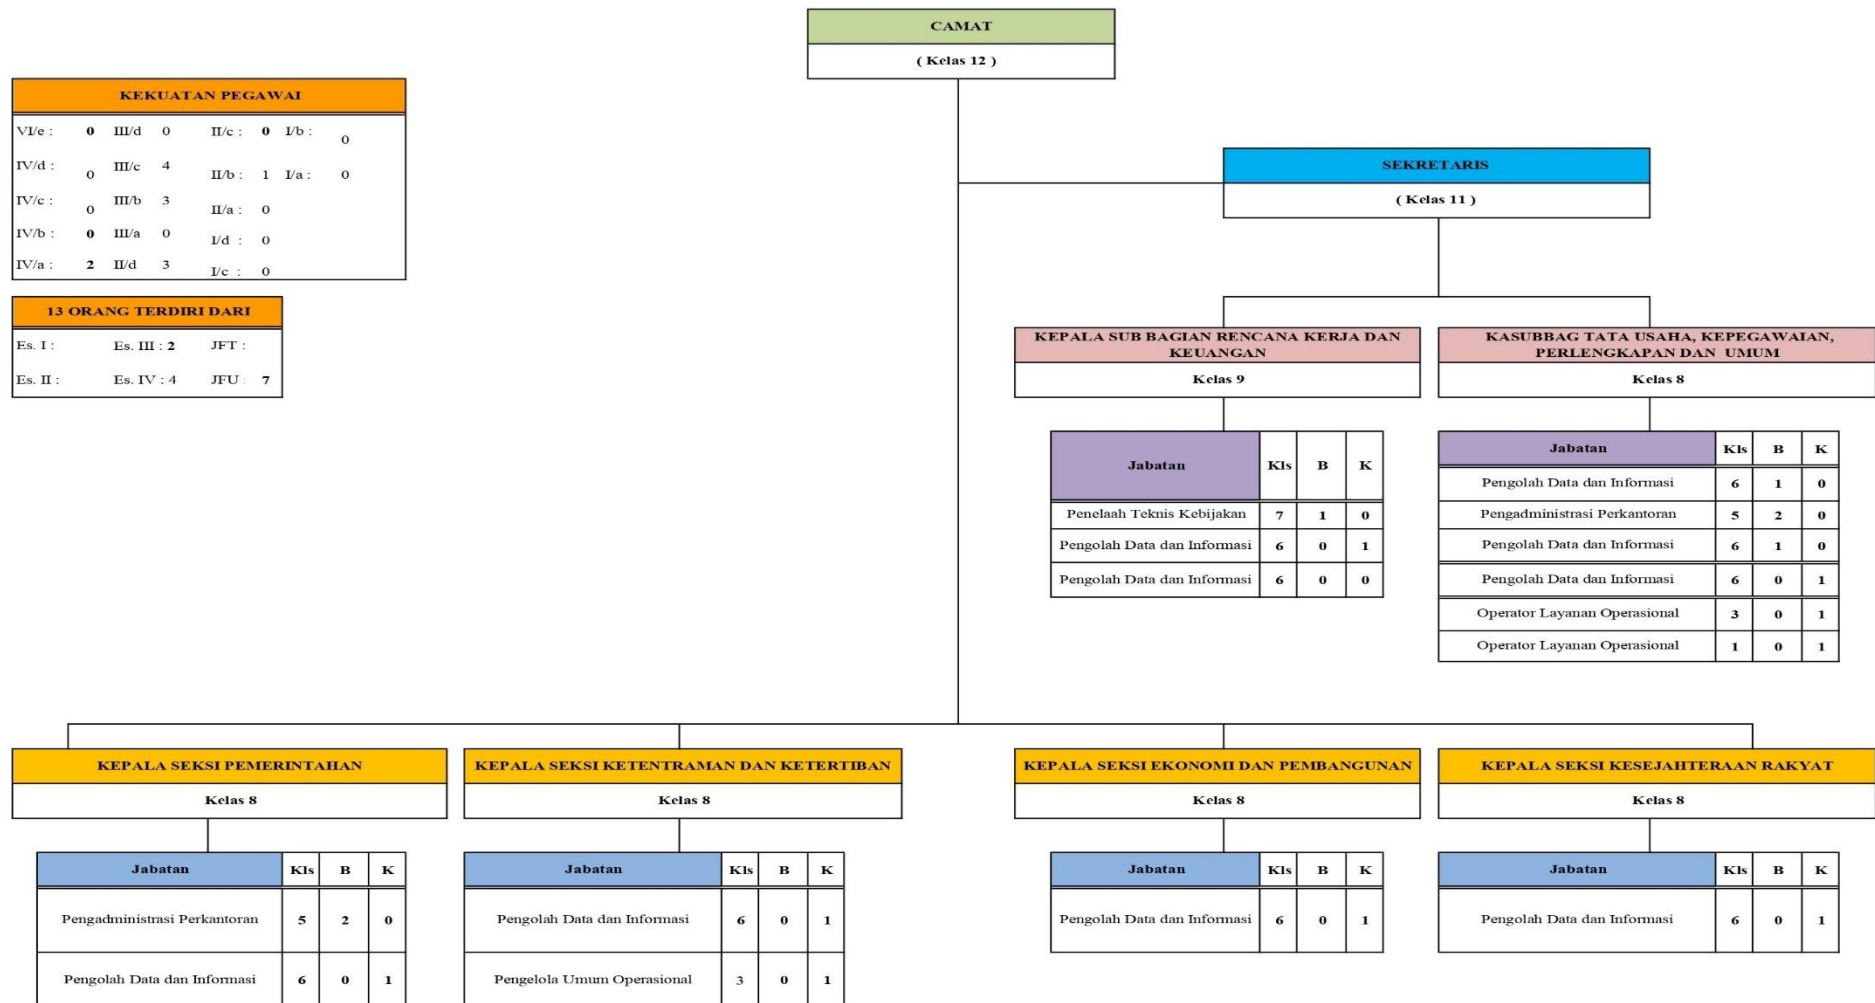 CAMAT
( Kelas 12 )
KEKUATAN PEGAWAI
VI/e : 0 III/d 0 II/c : 0 I/b : 0
IV/d : 0 III/c 4 II/b : 1 I/a : 0
IV/c : 0 III/b 3 II/a : 0
IV/b : 0 III/a 0 I/d : 0
IV/a : 2 II/d 3 I/c : 0
13 ORANG TERDIRI DARI
Es. I : Es. III : 2 JFT :
Es. II : Es. IV : 4 JFU : 7
SEKRETARIS
( Kelas 11 )
KEPALA SUB BAGIAN RENCANA KERJA DAN
KEUANGAN
Kelas 9
Jabatan Kls B K
Penelaah Teknis Kebijakan 7 1 0
Pengolah Data dan Informasi 6 0 1
Pengolah Data dan Informasi 6 0 0
KASUBBAG TATA USAHA, KEPEGAWAIAN,
PERLENGKAPAN DAN UMUM
Kelas 8
Jabatan Kls B K
Pengolah Data dan Informasi 6 1 0
Pengadministrasi Perkantoran 5 2 0
Pengolah Data dan Informasi 6 1 0
Pengolah Data dan Informasi 6 0 1
Operator Layanan Operasional 3 0 1
Operator Layanan Operasional 1 0 1
KEPALA SEKSI PEMERINTAHAN
Kelas 8
Jabatan Kls B K
Pengadministrasi Perkantoran 5 2 0
Pengolah Data dan Informasi 6 0 1
KEPALA SEKSI KETENTRAMAN DAN KETERTIBAN
Kelas 8
Jabatan Kls B K
Pengolah Data dan Informasi 6 0 1
Pengelola Umum Operasional 3 0 1
KEPALA SEKSI EKONOMI DAN PEMBANGUNAN
Kelas 8
Jabatan Kls B K
Pengolah Data dan Informasi 6 0 1
KEPALA SEKSI KESEJAHTERAAN RAKYAT
Kelas 8
Jabatan Kls B K
Pengolah Data dan Informasi 6 0 1